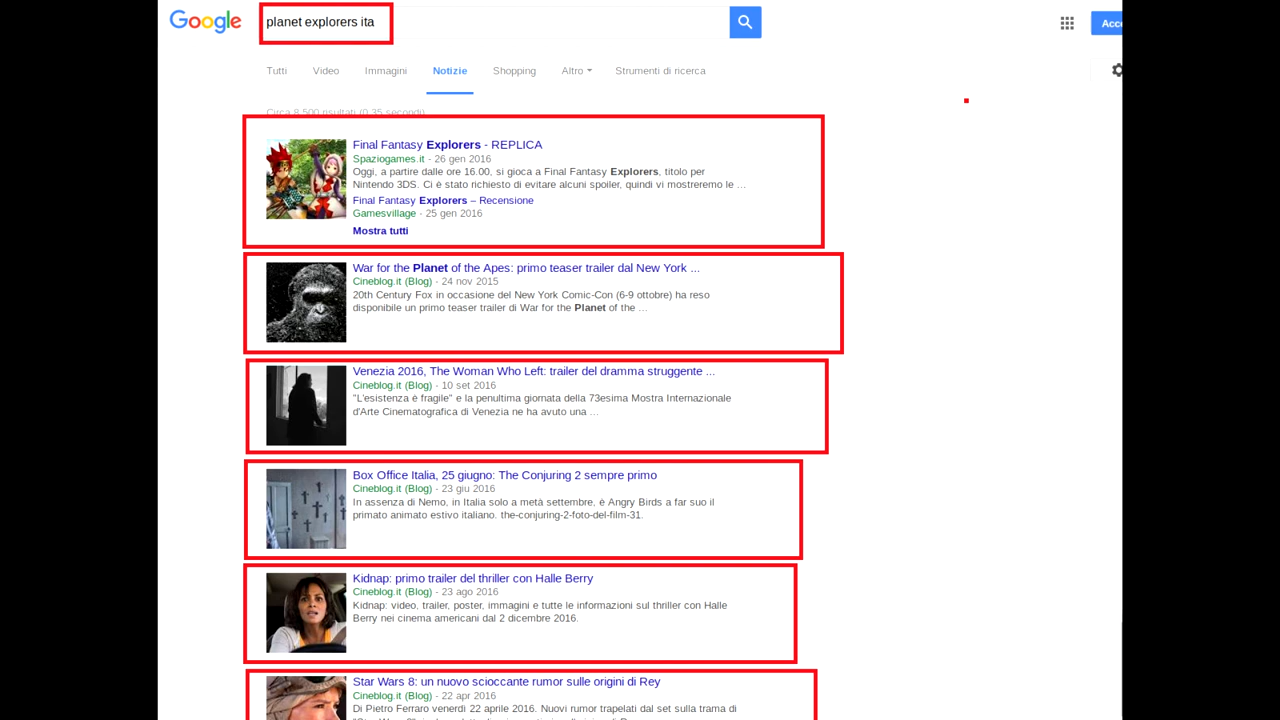 Google
planet explorers ita
Acce
Tutti Video Immagini Notizie Shopping Altro Strumenti di ricerca
Circa 8.500 risultati (0,35 secondi)
Final Fantasy Explorers - REPLICA
Spaziogames.it - 26 gen 2016
Oggi, a partire dalle ore 16.00, si gioca a Final Fantasy Explorers, titolo per
Nintendo 3DS. Ci è stato richiesto di evitare alcuni spoiler, quindi vi mostreremo le ...
Final Fantasy Explorers – Recensione
Gamesvillage - 25 gen 2016
Mostra tutti
War for the Planet of the Apes: primo teaser trailer dal New York ...
Cineblog.it (Blog) - 24 nov 2015
20th Century Fox in occasione del New York Comic-Con (6-9 ottobre) ha reso
disponibile un primo teaser trailer di War for the Planet of the ...
Venezia 2016, The Woman Who Left: trailer del dramma struggente ...
Cineblog.it (Blog) - 10 set 2016
"L'esistenza è fragile" e la penultima giornata della 73esima Mostra Internazionale
d'Arte Cinematografica di Venezia ne ha avuto una ...
Box Office Italia, 25 giugno: The Conjuring 2 sempre primo
Cineblog.it (Blog) - 23 giu 2016
In assenza di Nemo, in Italia solo a metà settembre, è Angry Birds a far suo il
primato animato estivo italiano. the-conjuring-2-foto-del-film-31.
Kidnap: primo trailer del thriller con Halle Berry
Cineblog.it (Blog) - 23 ago 2016
Kidnap: video, trailer, poster, immagini e tutte le informazioni sul thriller con Halle
Berry nei cinema americani dal 2 dicembre 2016.
Star Wars 8: un nuovo scioccante rumor sulle origini di Rey
Cineblog.it (Blog) - 22 apr 2016
Di Pietro Ferraro venerdì 22 aprile 2016. Nuovi rumor trapelati dal set sulla trama di